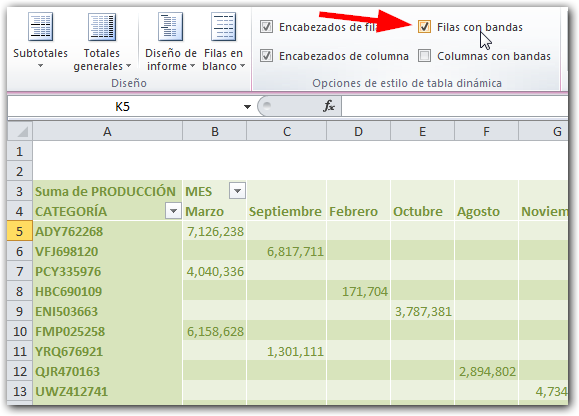 Subtotales Totales generales Diseño de informe Filas en blanco
Diseño
Encabezados de fila Filas con bandas
Encabezados de columna Columnas con bandas
Opciones de estilo de tabla dinámica
K5 fx
A B C D E F G
1
2
3 Suma de PRODUCCIÓN MES
4 CATEGORÍA Marzo Septiembre Febrero Octubre Agosto Noviem
5 ADY762268 7,126,238
6 VFJ698120 6,817,711
7 PCY335976 4,040,336
8 HBC690109 171,704
9 ENI503663 3,787,381
10 FMP025258 6,158,628
11 YRQ676921 1,301,111
12 QJR470163 2,894,802
13 UWZ412741 4,734